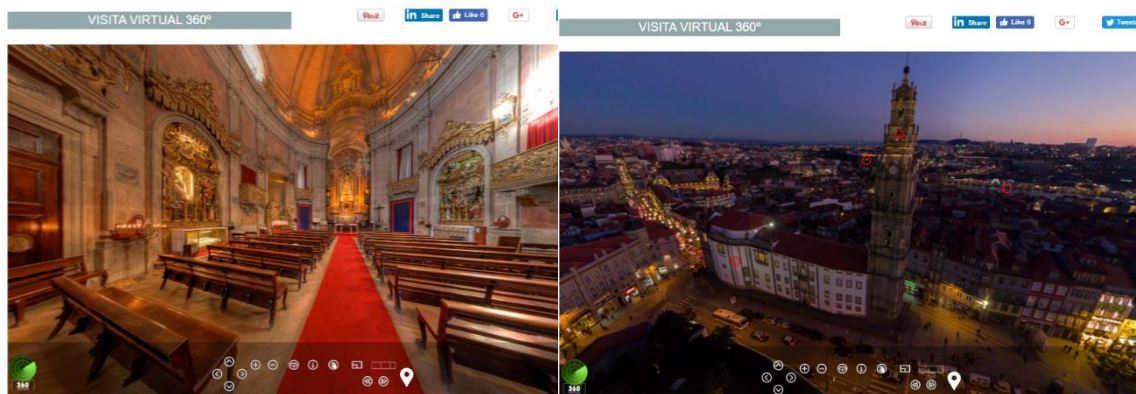 VISITA VIRTUAL 360º
Pinit
in Share
Like 6
G+
360
VISITA VIRTUAL 360º
Pinit
in Share
Like 6
G+
Tweet
360